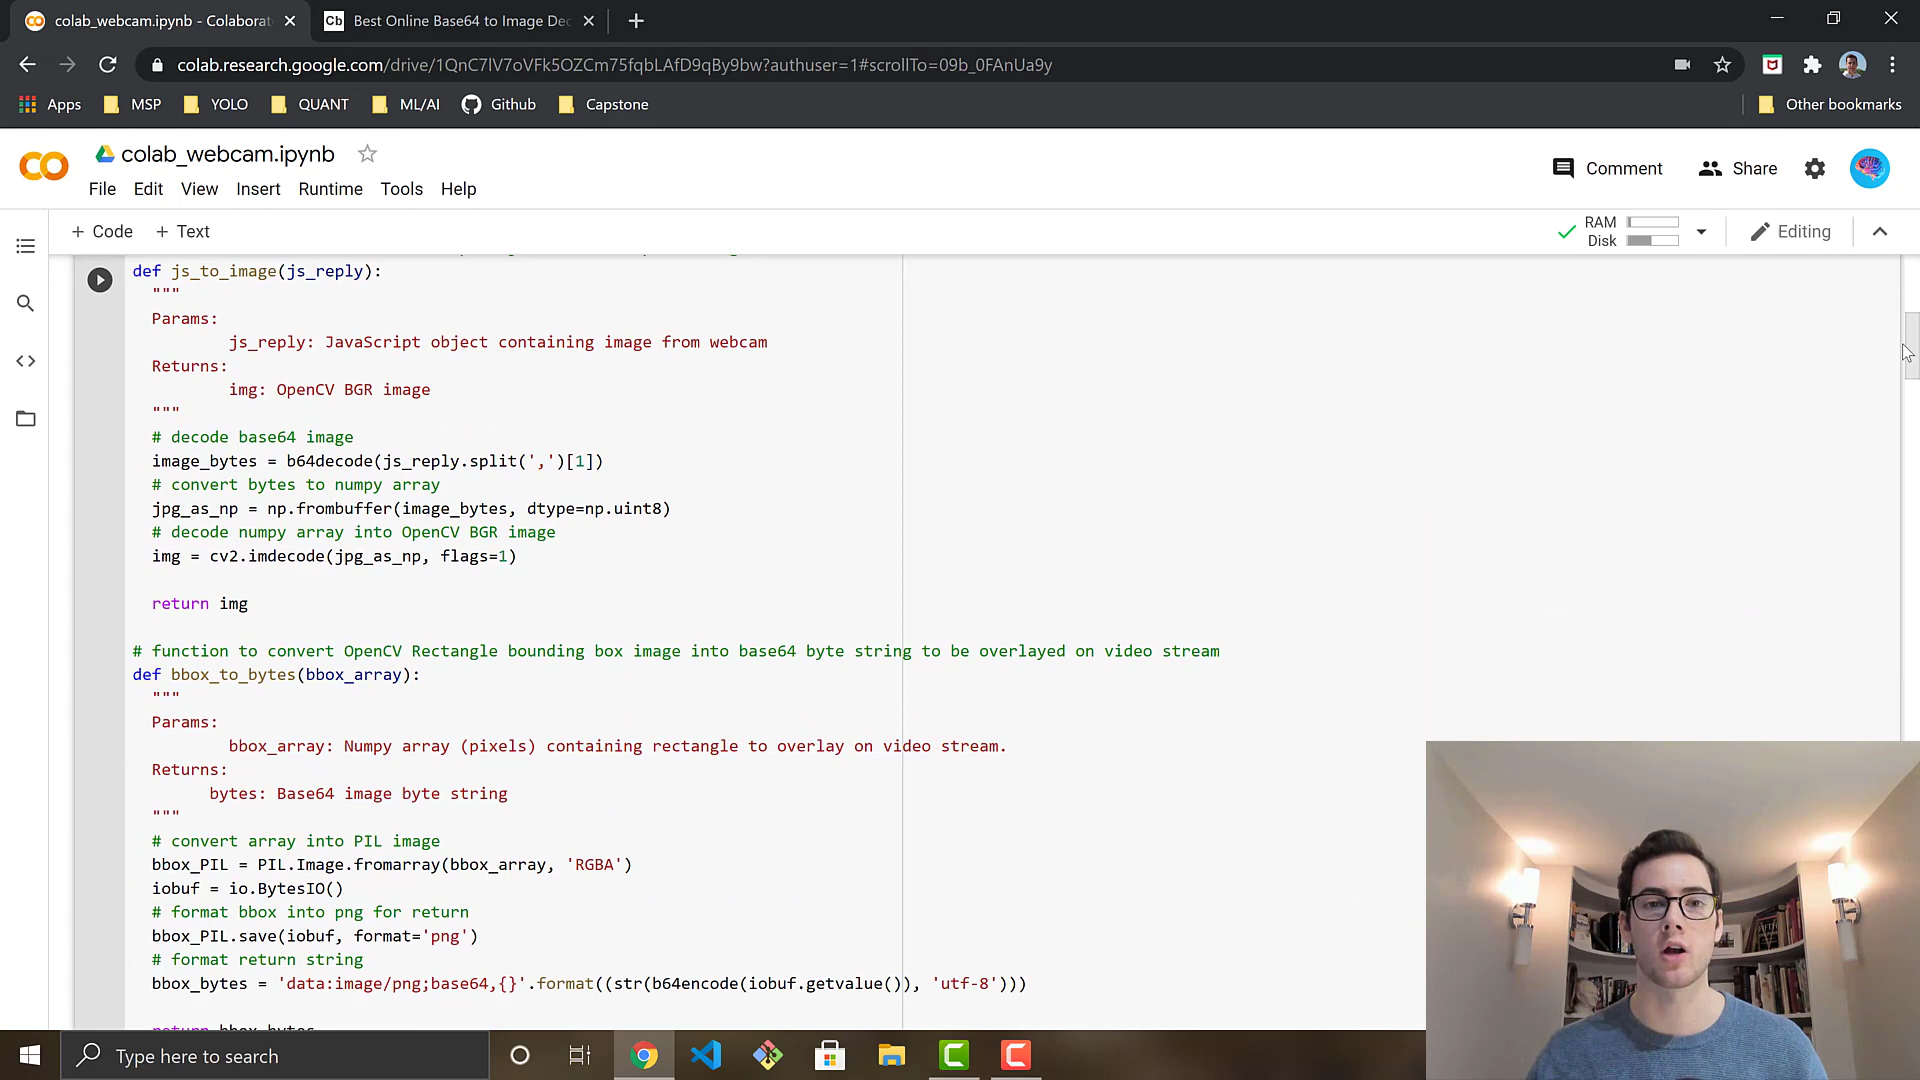 colab_webcam.ipynb - Colaborat
Cb Best Online Base64 to Image Dec
colab.research.google.com/drive/1QnC7lV7oVFk5OZCm75fqbLAfD9qBy9bw?authuser=1#scrollTo=09b_0FAnUa9y
Apps MSP YOLO QUANT ML/AI Github Capstone Other bookmarks
colab_webcam.ipynb
File Edit View Insert Runtime Tools Help
Comment Share
+ Code + Text
RAM
Disk
Editing
def js_to_image(js_reply):
"""
Params:
js_reply: JavaScript object containing image from webcam
Returns:
img: OpenCV BGR image
"""
# decode base64 image
image_bytes = b64decode(js_reply.split(',')[1])
# convert bytes to numpy array
jpg_as_np = np.frombuffer(image_bytes, dtype=np.uint8)
# decode numpy array into OpenCV BGR image
img = cv2.imdecode(jpg_as_np, flags=1)
return img
# function to convert OpenCV Rectangle bounding box image into base64 byte string to be overlayed on video stream
def bbox_to_bytes(bbox_array):
"""
Params:
bbox_array: Numpy array (pixels) containing rectangle to overlay on video stream.
Returns:
bytes: Base64 image byte string
"""
# convert array into PIL image
bbox_PIL = PIL.Image.fromarray(bbox_array, 'RGBA')
iobuf = io.BytesIO()
# format bbox into png for return
bbox_PIL.save(iobuf, format='png')
# format return string
bbox_bytes = 'data:image/png;base64,{}'.format((str(b64encode(iobuf.getvalue()), 'utf-8')))
return bbox_bytes
Type here to search